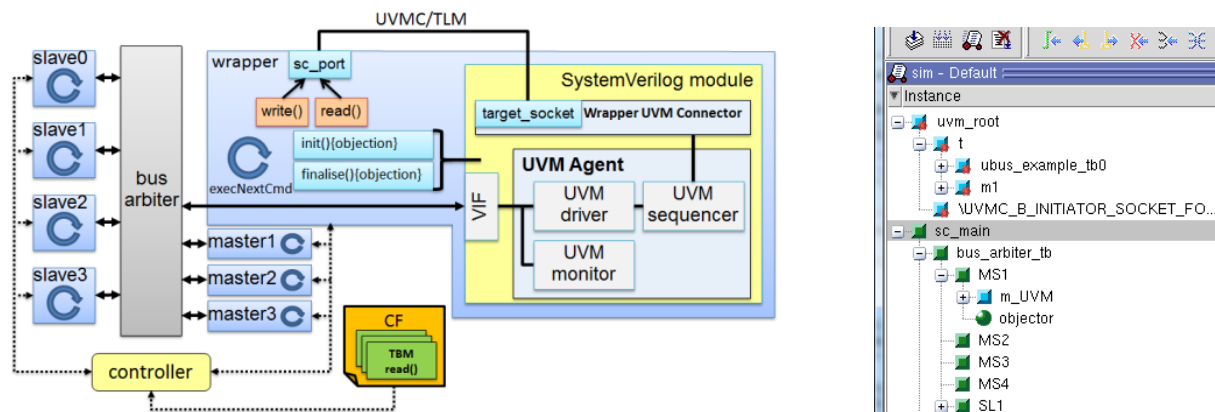 UVMC/TLM
slave0
slave1
slave2
slave3
bus
arbiter
wrapper
sc_port
write()
read()
init(){objection}
finalise(){objection}
execNextCmd
SystemVerilog module
target_socket
Wrapper UVM Connector
UVM Agent
VIF
UVM
driver
UVM
sequencer
UVM
monitor
master1
master2
master3
CF
TBM
read()
controller
sim - Default
Instance
uvm_root
t
ubus_example_tb0
m1
\UVMC_B_INITIATOR_SOCKET_FO...
sc_main
bus_arbiter_tb
MS1
m_UVM
objector
MS2
MS3
MS4
SL1